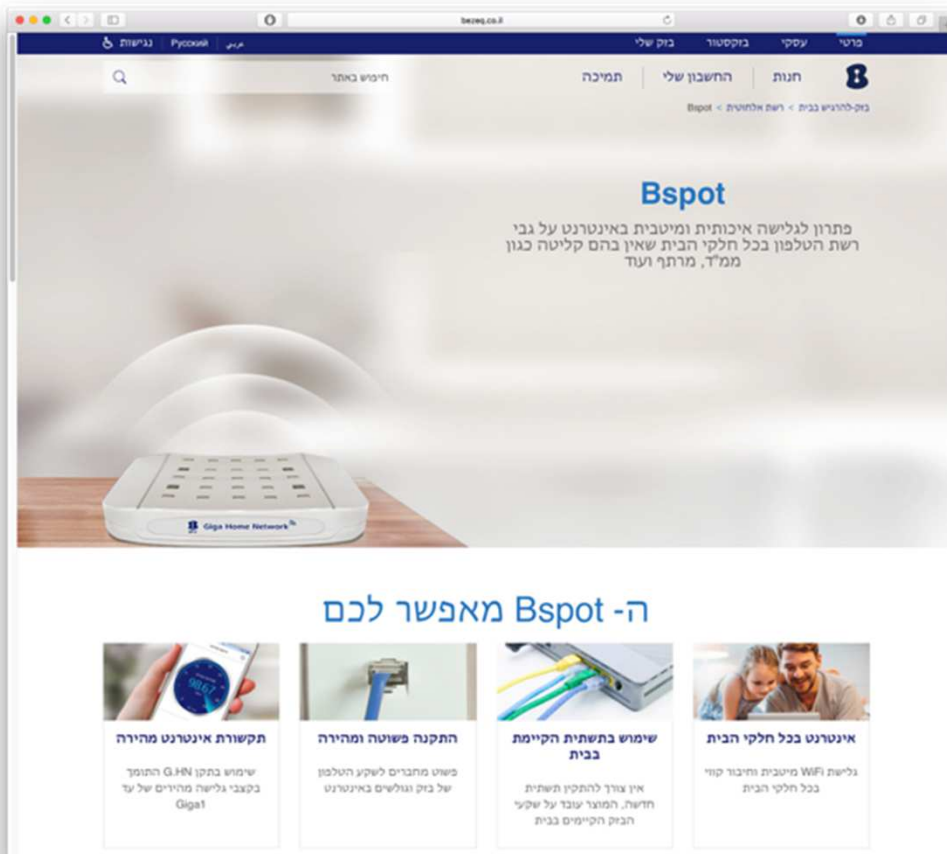 bezeq.co.il
פרטי עסקי בזקסטור בזק שלי عربي Русский נגישות
חנות החשבון שלי תמיכה חיפוש באתר
בזק-להרגיש בבית > רשת אלחוטית > Bspot
Bspot
פתרון לגלישה איכותית ומיטבית באינטרנט על גבי
רשת הטלפון בכל חלקי הבית שאין בהם קליטה כגון
ממ"ד, מרתף ועוד
Giga Home Network
ה- Bspot מאפשר לכם
98.67
אינטרנט בכל חלקי הבית
גלישת WiFi מיטבית וחיבור קווי
בכל חלקי הבית
שימוש בתשתית הקיימת
בבית
אין צורך להתקין תשתית
חדשה, המוצר עובד על שקעי
הבזק הקיימים בבית
התקנה פשוטה ומהירה
פשוט מחברים לשקע הטלפון
של בזק וגולשים באינטרנט
תקשורת אינטרנט מהירה
שימוש בתקן G.HN התומך
בקצבי גלישה מהירים של עד
Giga1